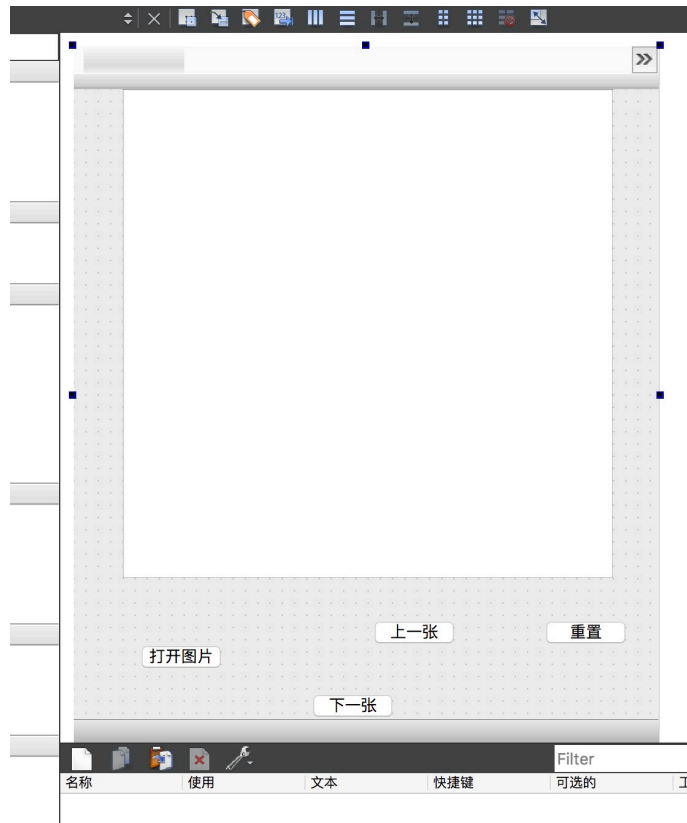 上一张
重置
打开图片
下一张
Filter
名称 使用 文本 快捷键 可选的